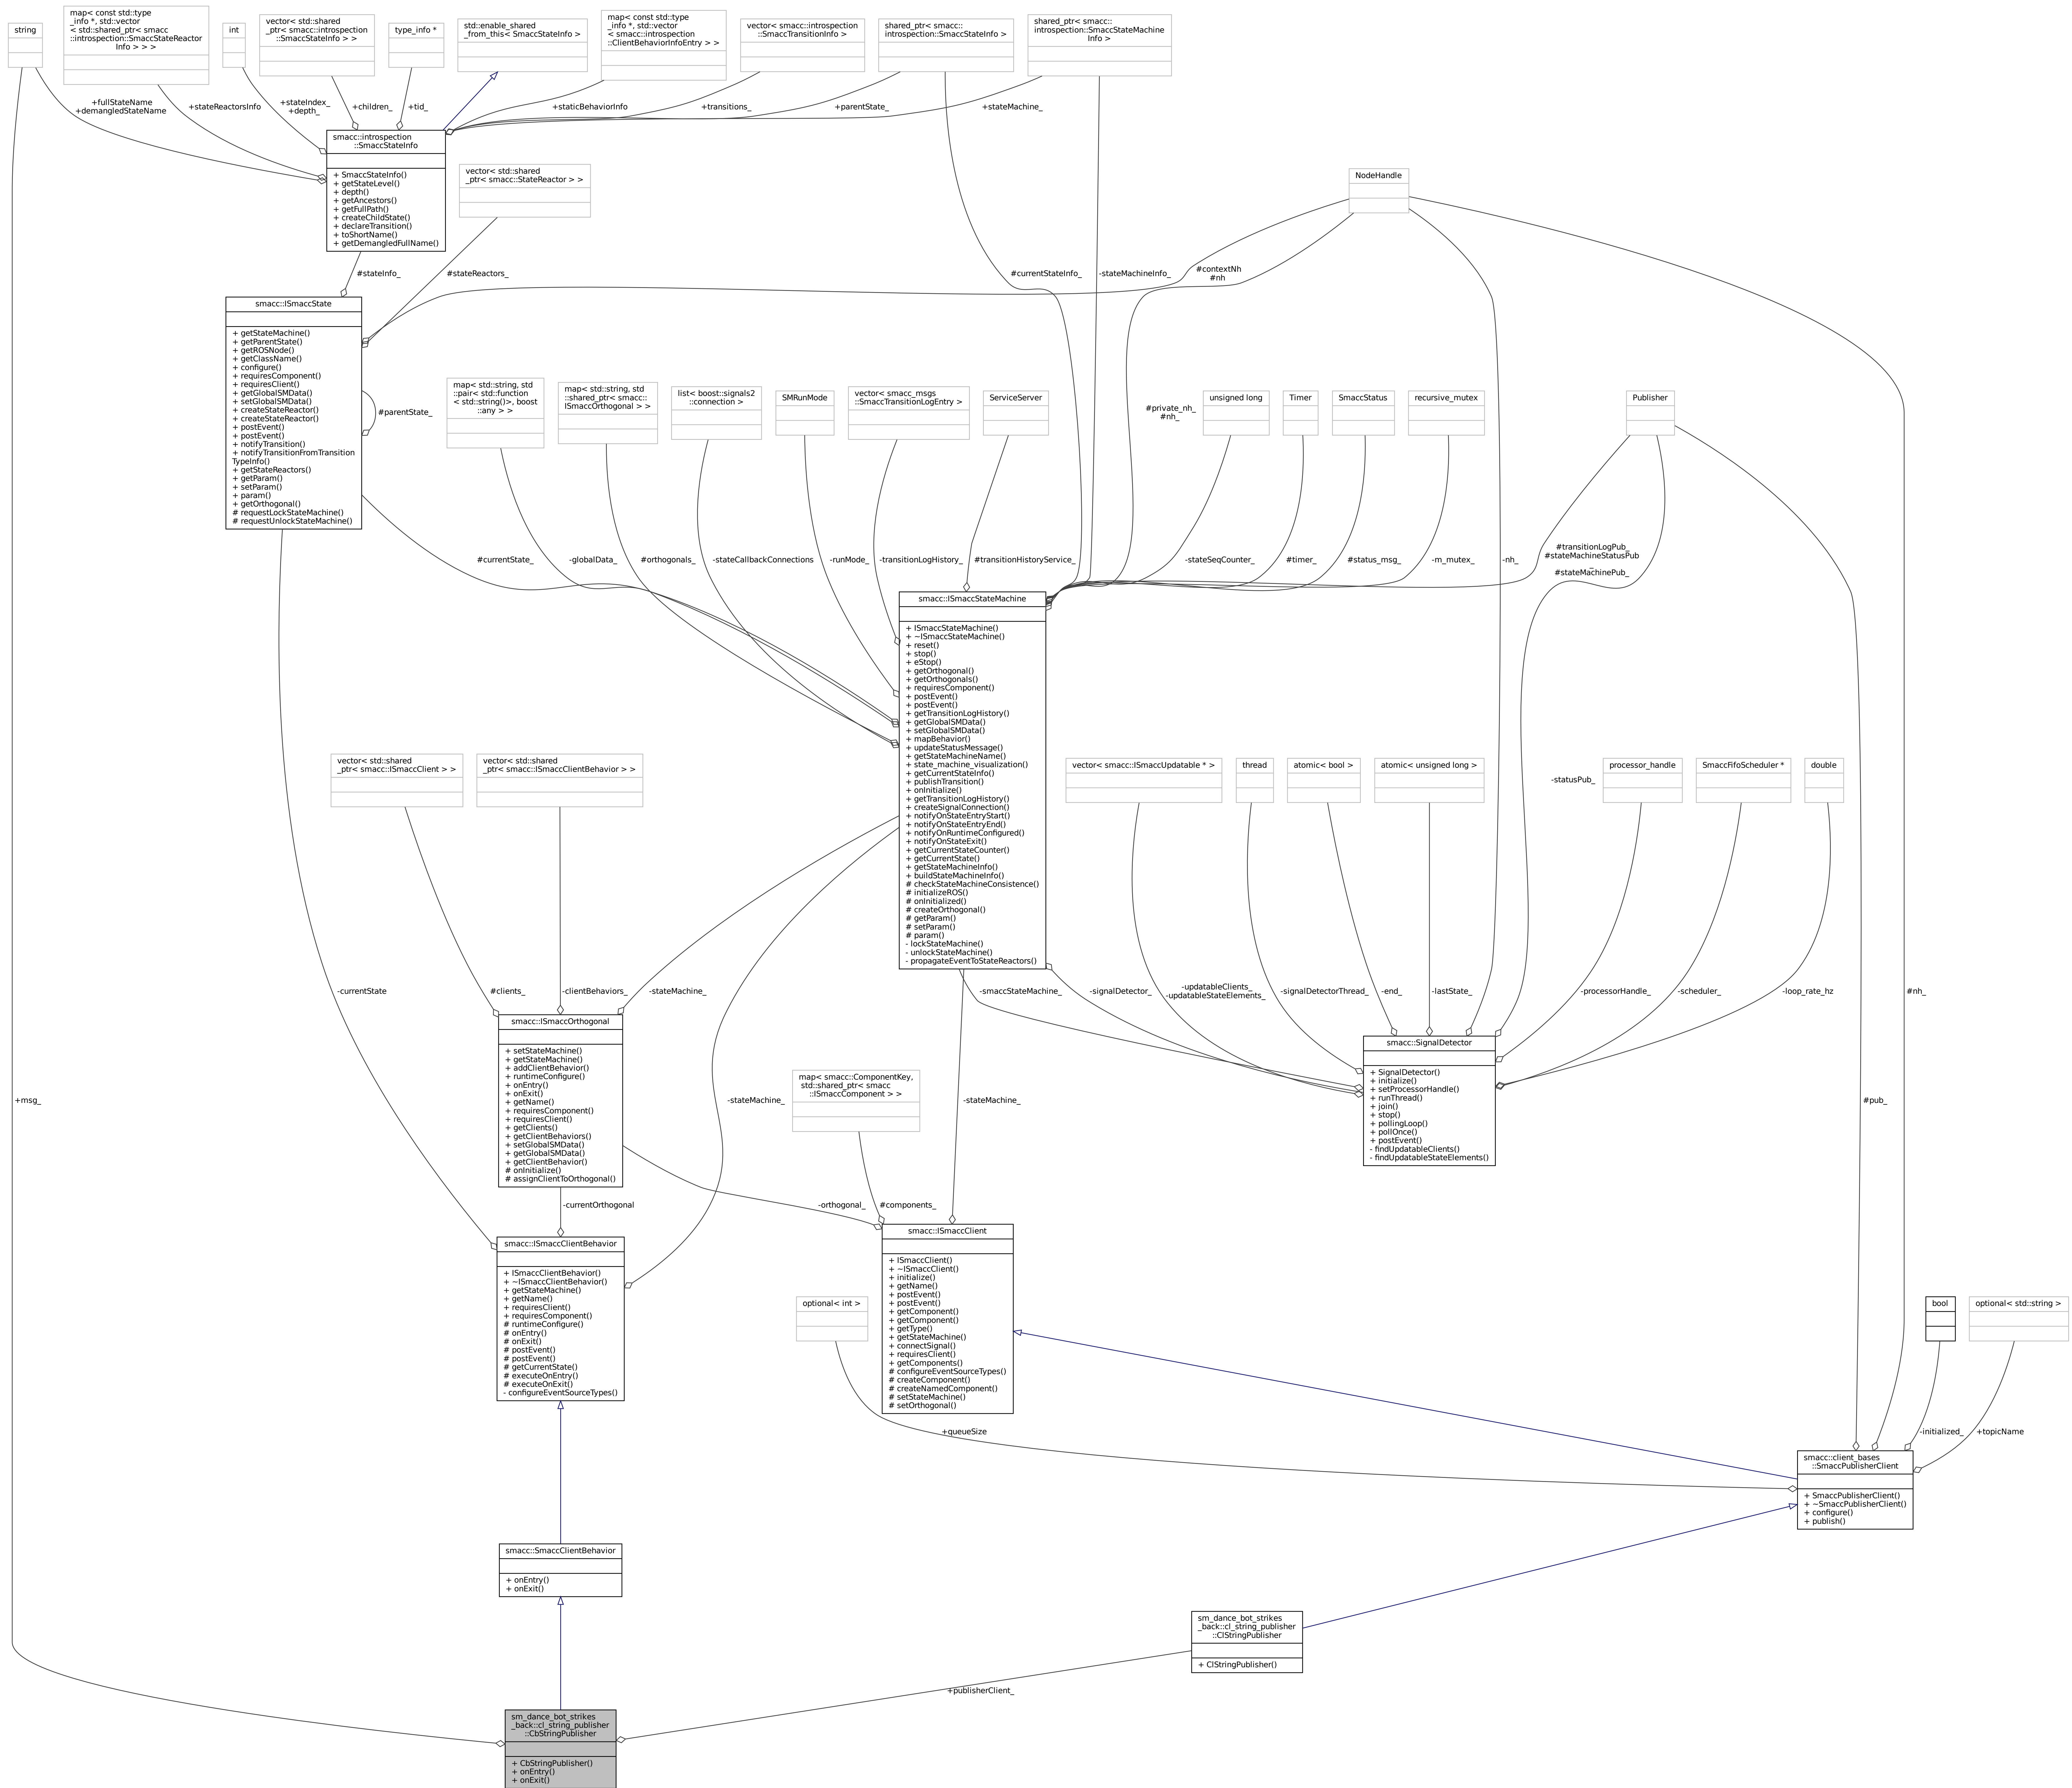 string
map< const std::type
_info *, std::vector
< std::shared_ptr< smacc
::introspection::SmaccStateReactor
Info > > >
int
vector< std::shared
_ptr< smacc::introspection
::SmaccStateInfo > >
type_info *
std::enable_shared
_from_this< SmaccStateInfo >
map< const std::type
_info *, std::vector
< smacc::introspection
::ClientBehaviorInfoEntry > >
vector< smacc::introspection
::SmaccTransitionInfo >
shared_ptr< smacc::
introspection::SmaccStateInfo >
shared_ptr< smacc::
introspection::SmaccStateMachine
Info >
+fullStateName
+demangledStateName
+stateReactorsInfo
+stateIndex_
+depth_
+children_
+tid_
+staticBehaviorInfo
+transitions_
+parentState_
+stateMachine_
smacc::introspection
::SmaccStateInfo
+ SmaccStateInfo()
+ getStateLevel()
+ depth()
+ getAncestors()
+ getFullPath()
+ createChildState()
+ declareTransition()
+ toShortName()
+ getDemangledFullName()
vector< std::shared
_ptr< smacc::StateReactor > >
NodeHandle
#stateInfo_
#stateReactors_
#currentStateInfo_
-stateMachineInfo_
#contextNh
#nh
smacc::ISmaccState
+ getStateMachine()
+ getParentState()
+ getROSNode()
+ getClassName()
+ configure()
+ requiresComponent()
+ requiresClient()
+ getGlobalSMData()
+ setGlobalSMData()
+ createStateReactor()
+ createStateReactor()
+ postEvent()
+ postEvent()
+ notifyTransition()
+ notifyTransitionFromTransition
TypeInfo()
+ getStateReactors()
+ getParam()
+ setParam()
+ param()
+ getOrthogonal()
# requestLockStateMachine()
# requestUnlockStateMachine()
#parentState_
map< std::string, std
::pair< std::function
< std::string()>, boost
::any > >
map< std::string, std
::shared_ptr< smacc::
ISmaccOrthogonal > >
list< boost::signals2
::connection >
SMRunMode
vector< smacc_msgs
::SmaccTransitionLogEntry >
ServiceServer
#private_nh_
#nh_
unsigned long
Timer
SmaccStatus
recursive_mutex
Publisher
#currentState_
-globalData_
#orthogonals_
-stateCallbackConnections
-runMode_
-transitionLogHistory_
#transitionHistoryService_
-stateSeqCounter_
#timer_
#status_msg_
-m_mutex_
-nh_
#transitionLogPub_
#stateMachineStatusPub
_
#stateMachinePub_
smacc::ISmaccStateMachine
+ ISmaccStateMachine()
+ ~ISmaccStateMachine()
+ reset()
+ stop()
+ eStop()
+ getOrthogonal()
+ getOrthogonals()
+ requiresComponent()
+ postEvent()
+ postEvent()
+ getTransitionLogHistory()
+ getGlobalSMData()
+ setGlobalSMData()
+ mapBehavior()
+ updateStatusMessage()
+ getStateMachineName()
+ state_machine_visualization()
+ getCurrentStateInfo()
+ publishTransition()
+ onInitialize()
+ getTransitionLogHistory()
+ createSignalConnection()
+ notifyOnStateEntryStart()
+ notifyOnStateEntryEnd()
+ notifyOnRuntimeConfigured()
+ notifyOnStateExit()
+ getCurrentStateCounter()
+ getCurrentState()
+ getStateMachineInfo()
+ buildStateMachineInfo()
# checkStateMachineConsistence()
# initializeROS()
# onInitialized()
# createOrthogonal()
# getParam()
# setParam()
# param()
- lockStateMachine()
- unlockStateMachine()
- propagateEventToStateReactors()
vector< std::shared
_ptr< smacc::ISmaccClient > >
vector< std::shared
_ptr< smacc::ISmaccClientBehavior > >
vector< smacc::ISmaccUpdatable * >
thread
atomic< bool >
atomic< unsigned long >
-statusPub_
processor_handle
SmaccFifoScheduler *
double
-currentState
#clients_
-clientBehaviors_
-stateMachine_
-smaccStateMachine_
-signalDetector_
-updatableClients_
-updatableStateElements_
-signalDetectorThread_
-end_
-lastState_
-processorHandle_
-scheduler_
-loop_rate_hz
#nh_
smacc::ISmaccOrthogonal
+ setStateMachine()
+ getStateMachine()
+ addClientBehavior()
+ runtimeConfigure()
+ onEntry()
+ onExit()
+ getName()
+ requiresComponent()
+ requiresClient()
+ getClients()
+ getClientBehaviors()
+ setGlobalSMData()
+ getGlobalSMData()
+ getClientBehavior()
# onInitialize()
# assignClientToOrthogonal()
smacc::SignalDetector
+ SignalDetector()
+ initialize()
+ setProcessorHandle()
+ runThread()
+ join()
+ stop()
+ pollingLoop()
+ pollOnce()
+ postEvent()
- findUpdatableClients()
- findUpdatableStateElements()
+msg_
-stateMachine_
map< smacc::ComponentKey,
std::shared_ptr< smacc
::ISmaccComponent > >
-stateMachine_
#pub_
-currentOrthogonal
-orthogonal_
#components_
smacc::ISmaccClientBehavior
+ ISmaccClientBehavior()
+ ~ISmaccClientBehavior()
+ getStateMachine()
+ getName()
+ requiresClient()
+ requiresComponent()
# runtimeConfigure()
# onEntry()
# onExit()
# postEvent()
# postEvent()
# getCurrentState()
# executeOnEntry()
# executeOnExit()
- configureEventSourceTypes()
smacc::ISmaccClient
+ ISmaccClient()
+ ~ISmaccClient()
+ initialize()
+ getName()
+ postEvent()
+ postEvent()
+ getComponent()
+ getComponent()
+ getType()
+ getStateMachine()
+ connectSignal()
+ requiresClient()
+ getComponents()
# configureEventSourceTypes()
# createComponent()
# createNamedComponent()
# setStateMachine()
# setOrthogonal()
optional< int >
bool
optional< std::string >
+queueSize
-initialized_
+topicName
smacc::client_bases
::SmaccPublisherClient
+ SmaccPublisherClient()
+ ~SmaccPublisherClient()
+ configure()
+ publish()
smacc::SmaccClientBehavior
+ onEntry()
+ onExit()
sm_dance_bot_strikes
_back::cl_string_publisher
::ClStringPublisher
+ ClStringPublisher()
+publisherClient_
sm_dance_bot_strikes
_back::cl_string_publisher
::CbStringPublisher
+ CbStringPublisher()
+ onEntry()
+ onExit()